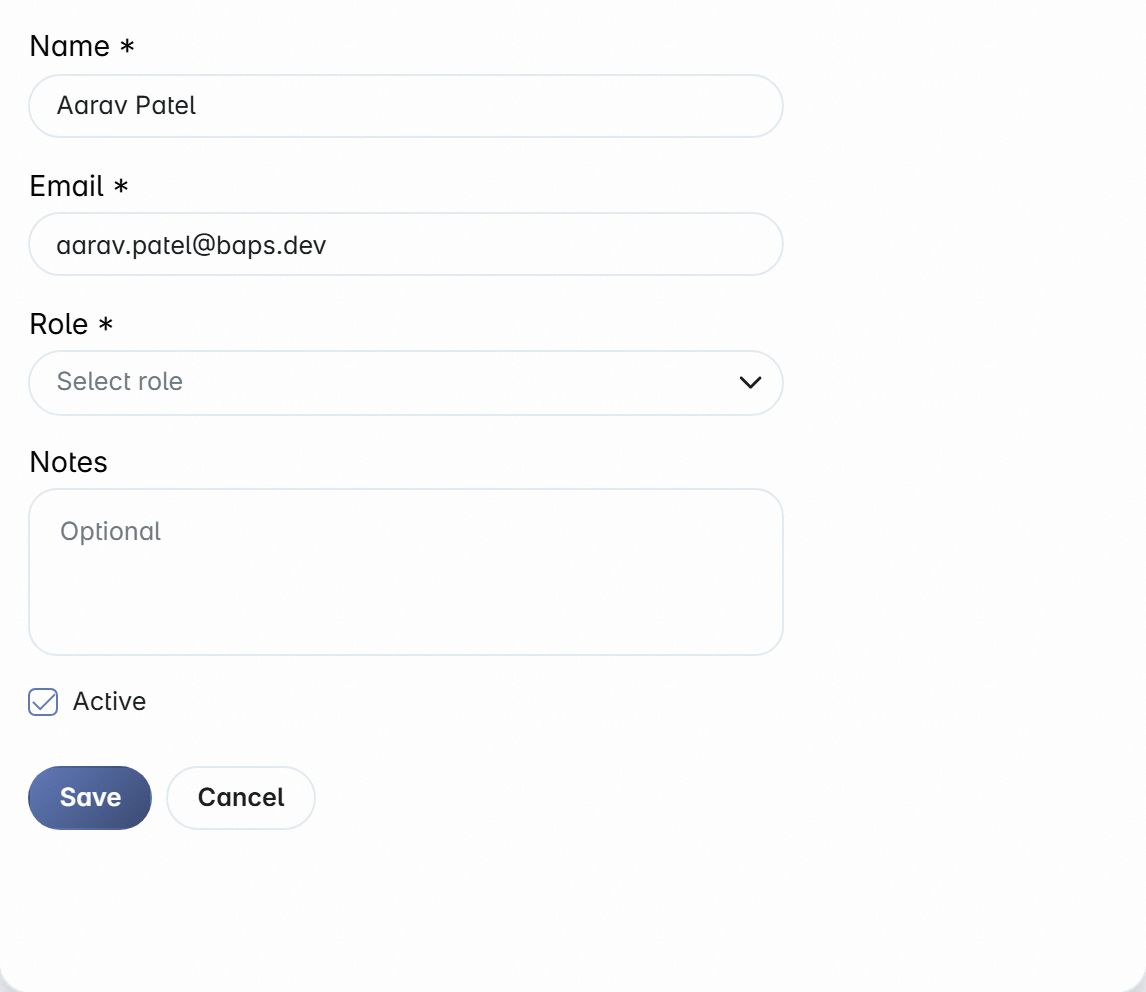 Name *
Aarav Patel
Email *
aarav.patel@baps.dev
Role *
Select role
Notes
Optional
Active
Save
Cancel